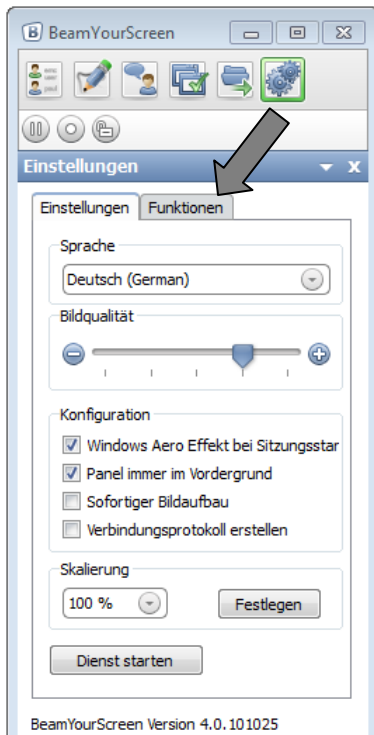 BeamYourScreen
Einstellungen
Einstellungen Funktionen
Sprache
Deutsch (German)
Bildqualität
Konfiguration
Windows Aero Effekt bei Sitzungsstar
Panel immer im Vordergrund
Sofortiger Bildaufbau
Verbindungsprotokoll erstellen
Skalierung
100 % Festlegen
Dienst starten
BeamYourScreen Version 4.0.101025